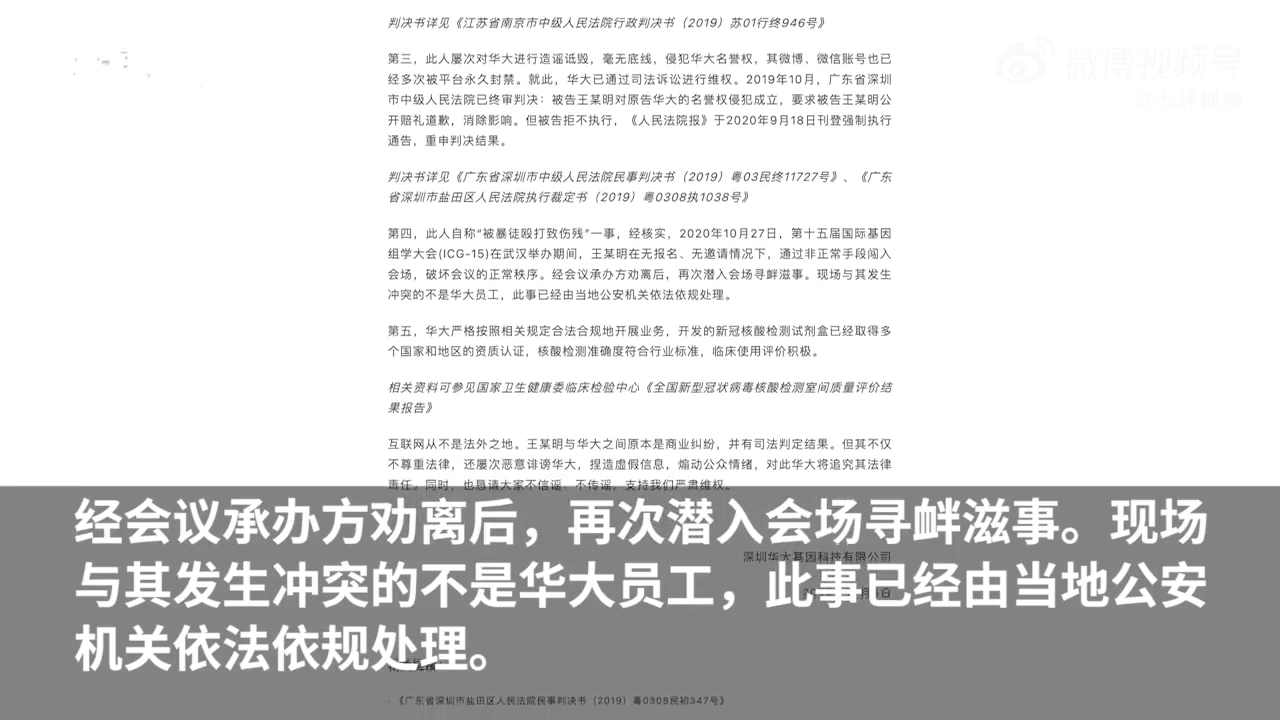 判决书详见《江苏省南京市中级人民法院行政判决书（2019）苏01行终946号》
微博视频号
@七环视频
第三，此人屡次对华大进行造谣诋毁，毫无底线，侵犯华大名誉权，其微博、微信账号也已
经多次被平台永久封禁。就此，华大已通过司法诉讼进行维权。2019年10月，广东省深圳
市中级人民法院已终审判决：被告王某明对原告华大的名誉权侵犯成立，要求被告王某明公
开赔礼道歉，消除影响。但被告拒不执行，《人民法院报》于2020年9月18日刊登强制执行
通告，重申判决结果。
判决书详见《广东省深圳市中级人民法院民事判决书（2019）粤03民终11727号》、《广东
省深圳市盐田区人民法院执行裁定书（2019）粤0308执1038号》
第四，此人自称“被暴徒殴打致伤残”一事，经核实，2020年10月27日，第十五届国际基因
组学大会(ICG-15)在武汉举办期间，王某明在无报名、无邀请情况下，通过非正常手段闯入
会场，破坏会议的正常秩序。经会议承办方劝离后，再次潜入会场寻衅滋事。现场与其发生
冲突的不是华大员工，此事已经由当地公安机关依法依规处理。
第五，华大严格按照相关规定合法合规地开展业务，开发的新冠核酸检测试剂盒已经取得多
个国家和地区的资质认证，核酸检测准确度符合行业标准，临床使用评价积极。
相关资料可参见国家卫生健康委临床检验中心《全国新型冠状病毒核酸检测室间质量评价结
果报告》
互联网从不是法外之地。王某明与华大之间原本是商业纠纷，并有司法判定结果。但其不仅
不尊重法律，还屡次恶意诽谤华大，捏造虚假信息，煽动公众情绪，对此华大将追究其法律
责任。同时，也恳请大家不信谣、不传谣，支持我们严肃维权。
经会议承办方劝离后，再次潜入会场寻衅滋事。现场
深圳华大基因科技有限公司
与其发生冲突的不是华大员工，此事已经由当地公安
机关依法依规处理。
·《广东省深圳市盐田区人民法院民事判决书（2019）粤0308民初347号》